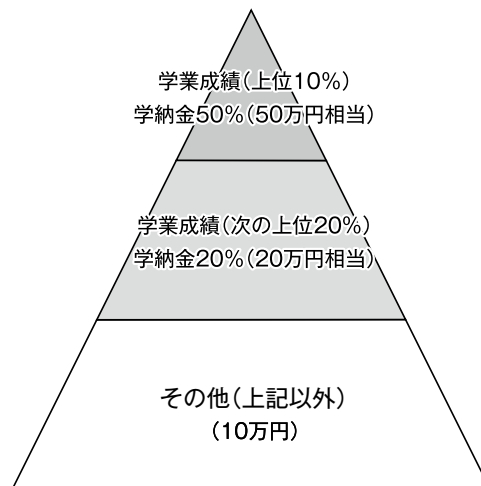 学業成績（上位10％）
学納金50％（50万円相当）
学業成績（次の上位20％）
学納金20％（20万円相当）
その他（上記以外）
（10万円）